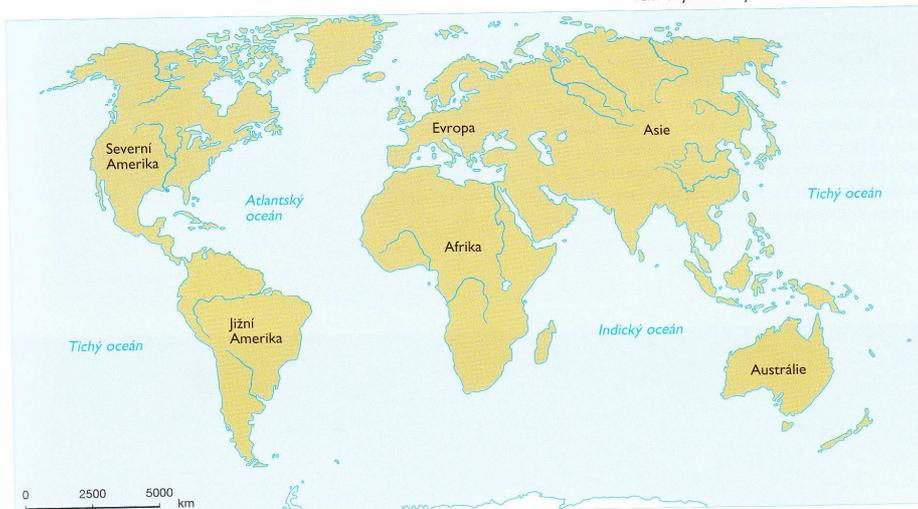 Evropa
Asie
Severní
Amerika
Atlantský
oceán
Tichý oceán
Afrika
Jižní
Amerika
Indický oceán
Tichý oceán
Austrálie
0 2500 5000 km